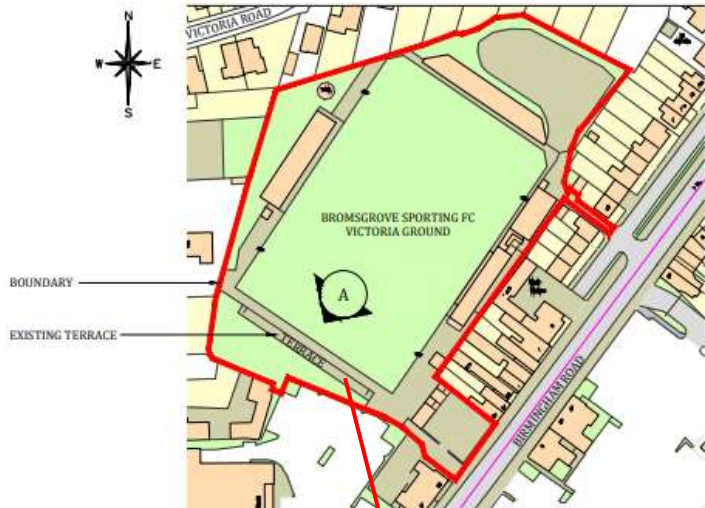 VICTORIA ROAD
N
W E
S
BROMSGROVE SPORTING FC
VICTORIA GROUND
BOUNDARY
A
EXISTING TERRACE
TERRACE
BIRMINGHAM ROAD